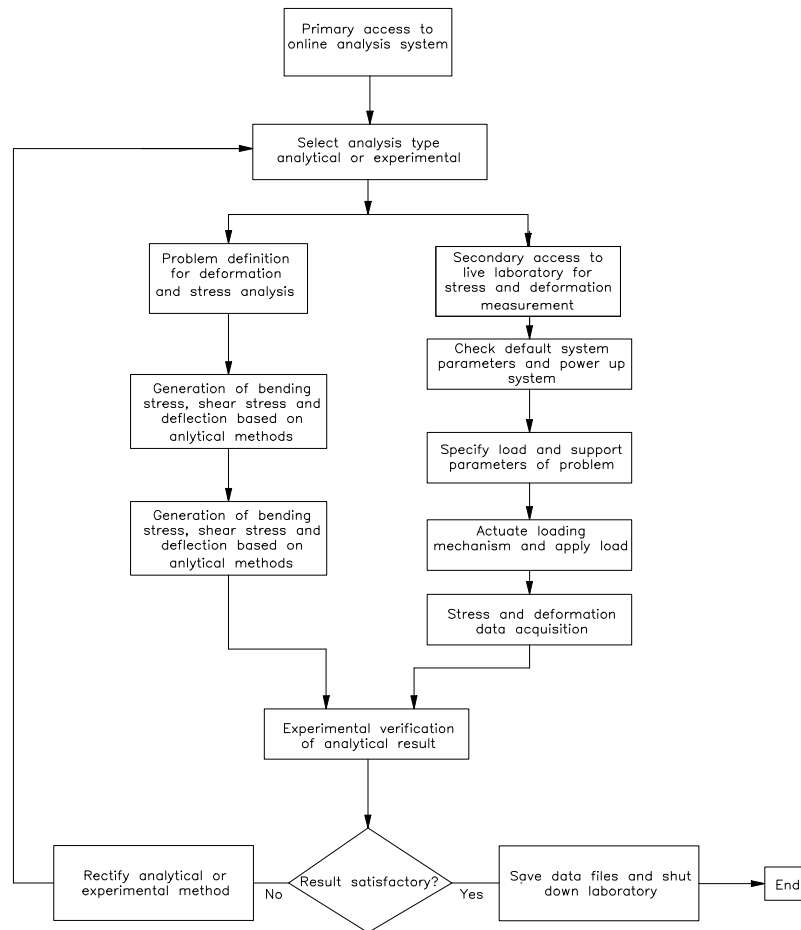 Primary access to
online analysis system
Select analysis type
analytical or experimental
Problem definition
for deformation
and stress analysis
Generation of bending
stress, shear stress and
deflection based on
anlytical methods
Generation of bending
stress, shear stress and
deflection based on
anlytical methods
Secondary access to
live laboratory for
stress and deformation
measurement
Check default system
parameters and power up
system
Specify load and support
parameters of problem
Actuate loading
mechanism and apply load
Stress and deformation
data acquisition
Experimental verification
of analytical result
Result satisfactory?
No
Rectify analytical or
experimental method
Yes
Save data files and shut
down laboratory
End